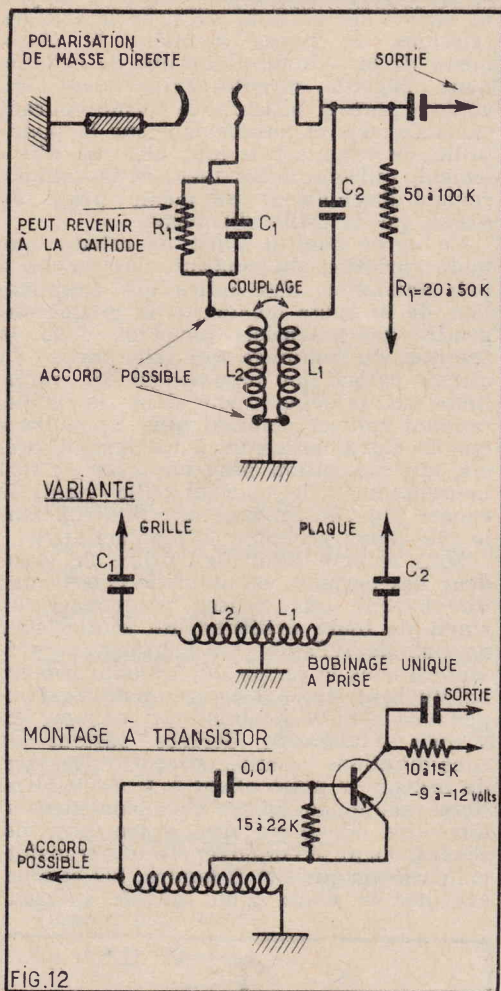 POLARISATION
DE MASSE DIRECTE
SORTIE
PEUT REVENIR
À LA CATHODE
R1
C1
C2
50 à 100 K
COUPLAGE
R1=20 à 50 K
L2
L1
ACCORD POSSIBLE
VARIANTE
GRILLE
PLAQUE
C1
C2
L2
L1
BOBINAGE UNIQUE
A PRISE
MONTAGE À TRANSISTOR
SORTIE
0,01
10 à 15 K
-9 à -12 volts
15 à 22 K
ACCORD
POSSIBLE
FIG.12